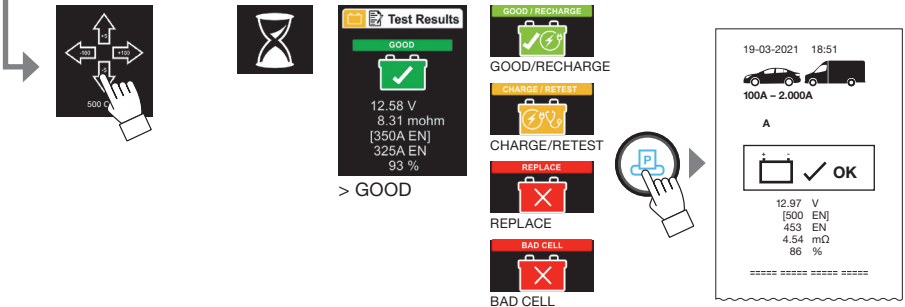 +5
-100
+100
-5
500 C
Test Results
GOOD
12.58 V
8.31 mohm
[350A EN]
325A EN
93 %
> GOOD
GOOD / RECHARGE
GOOD/RECHARGE
CHARGE / RETEST
CHARGE/RETEST
REPLACE
REPLACE
BAD CELL
BAD CELL
P
19-03-2021 18:51
100A – 2.000A
A
+ -
OK
12.97 V
[500 EN]
453 EN
4.54 mΩ
86 %
===== ===== ===== =====